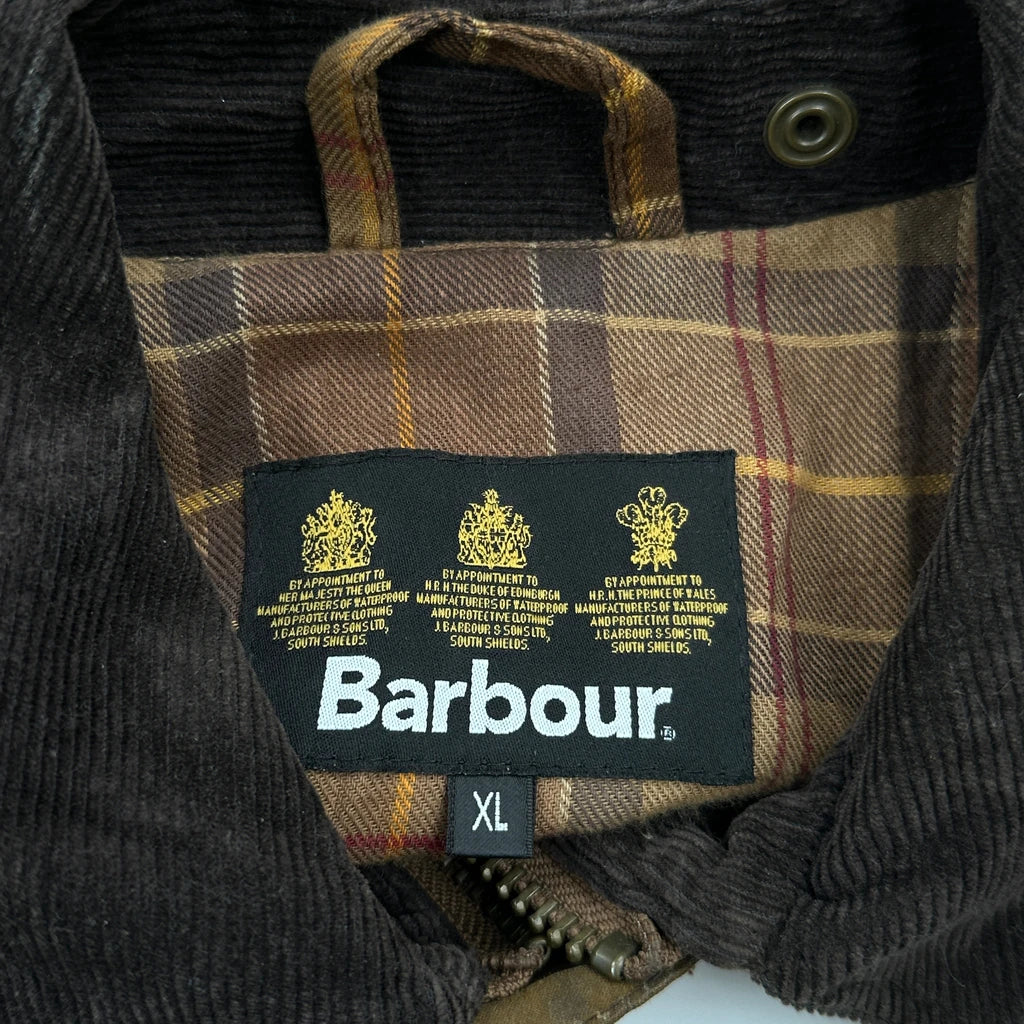 BY APPOINTMENT TO
HER MAJESTY THE QUEEN
MANUFACTURERS OF WATERPROOF
AND PROTECTIVE CLOTHING
J. BARBOUR & SONS LTD,
SOUTH SHIELDS.
BY APPOINTMENT TO
H.R.H. THE DUKE OF EDINBURGH
MANUFACTURERS OF WATERPROOF
AND PROTECTIVE CLOTHING
J. BARBOUR & SONS LTD,
SOUTH SHIELDS.
BY APPOINTMENT TO
H.R.H. THE PRINCE OF WALES
MANUFACTURERS OF WATERPROOF
AND PROTECTIVE CLOTHING
J. BARBOUR & SONS LTD,
SOUTH SHIELDS.
Barbour®
XL